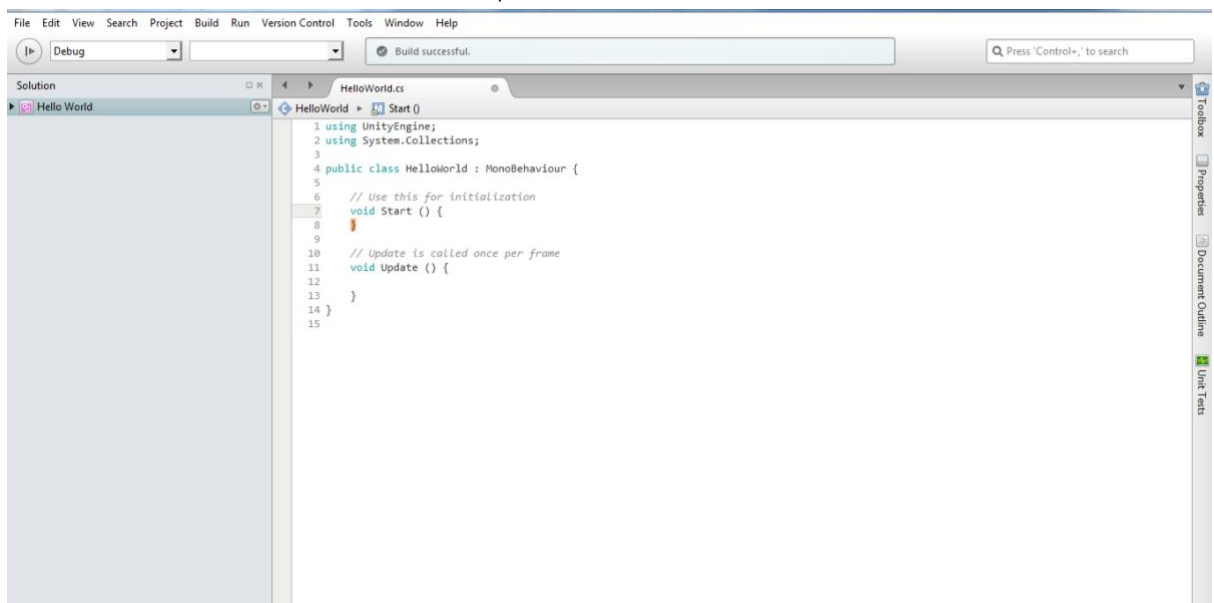 File Edit View Search Project Build Run Version Control Tools Window Help
Debug
Build successful.
Press 'Control+,' to search
Solution
HelloWorld.cs
Hello World
HelloWorld Start ()
1 using UnityEngine;
2 using System.Collections;
3
4 public class HelloWorld : MonoBehaviour {
5
6 // Use this for initialization
7 void Start () {
8 }
9
10 // Update is called once per frame
11 void Update () {
12
13 }
14 }
15
Toolbox
Properties
Document Outline
Unit Tests